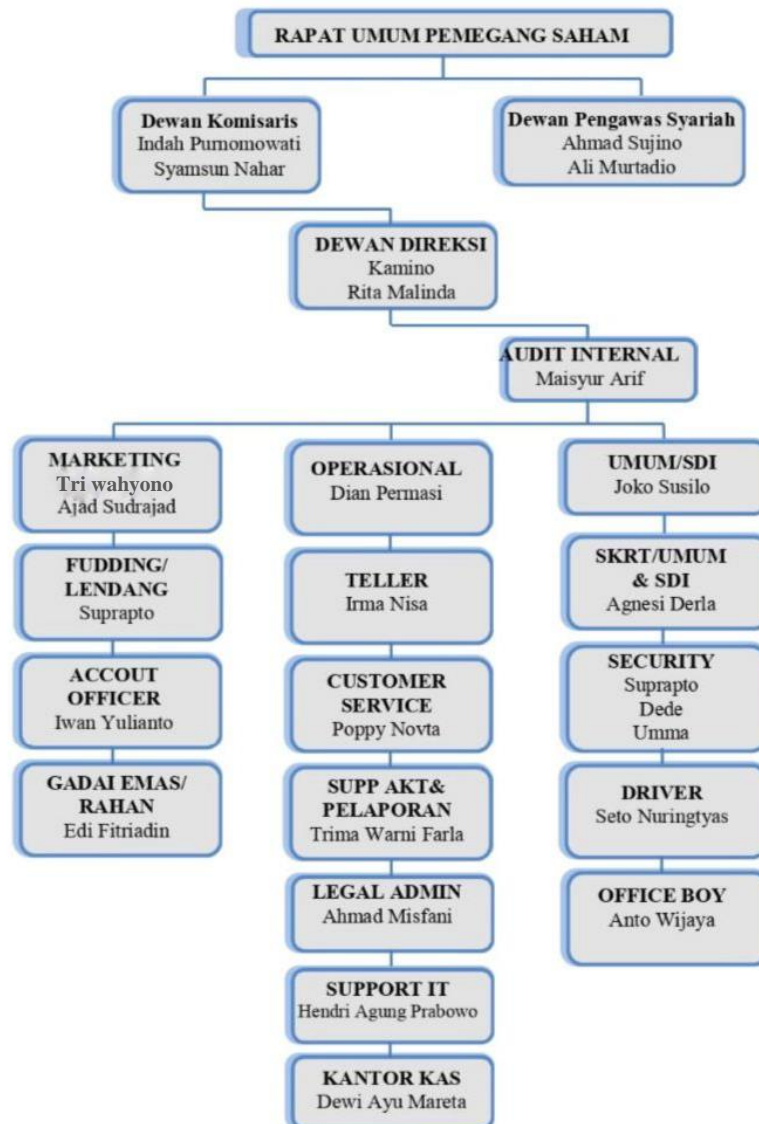 RAPAT UMUM PEMEGANG SAHAM
Dewan Komisaris
Indah Purnomowati
Syamsun Nahar
Dewan Pengawas Syariah
Ahmad Sujino
Ali Murtadio
DEWAN DIREKSI
Kamino
Rita Malinda
AUDIT INTERNAL
Maisyur Arif
MARKETING
Tri wahyono
Ajad Sudrajad
FUDDING/
LENDANG
Suprapto
ACCOUT
OFFICER
Iwan Yulianto
GADAI EMAS/
RAHAN
Edi Fitriadin
OPERASIONAL
Dian Permasi
TELLER
Irma Nisa
CUSTOMER
SERVICE
Poppy Novta
SUPP AKT&
PELAPORAN
Trima Warni Farla
LEGAL ADMIN
Ahmad Misfani
SUPPORT IT
Hendri Agung Prabowo
KANTOR KAS
Dewi Ayu Mareta
UMUM/SDI
Joko Susilo
SKRT/UMUM
& SDI
Agnesi Derla
SECURITY
Suprapto
Dede
Umma
DRIVER
Seto Nuringtyas
OFFICE BOY
Anto Wijaya